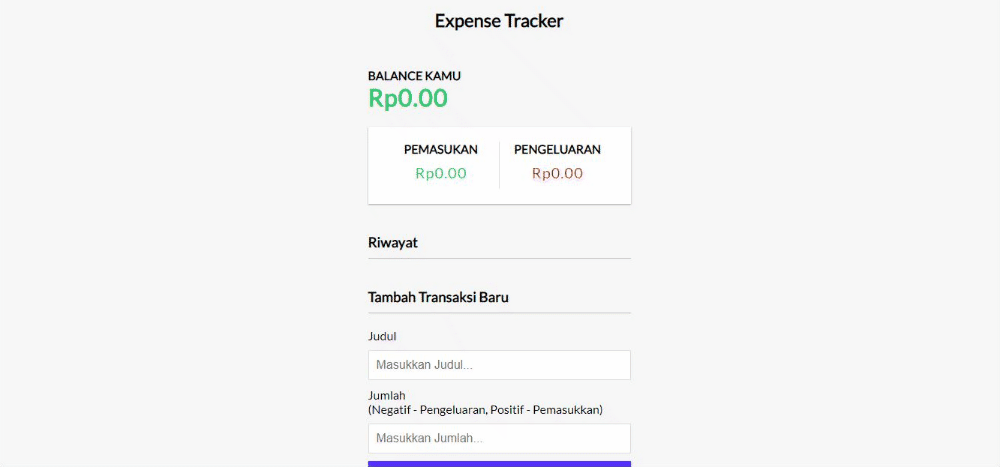 Expense Tracker
BALANCE KAMU
Rp0.00
PEMASUKAN PENGELUARAN
Rp0.00 Rp0.00
Riwayat
Tambah Transaksi Baru
Judul
Masukkan Judul...
Jumlah
(Negatif - Pengeluaran, Positif - Pemasukkan)
Masukkan Jumlah...